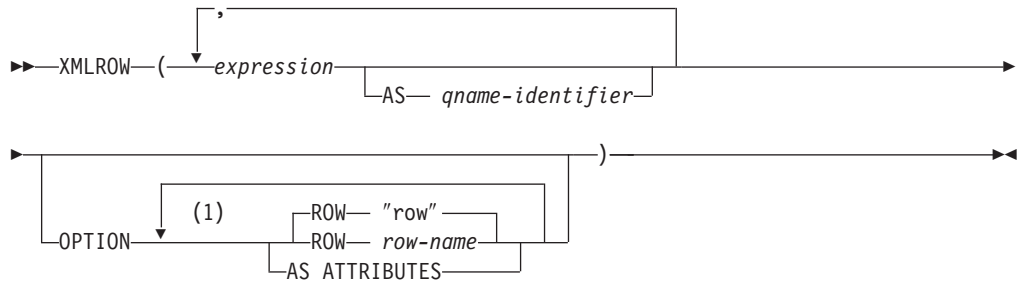 ,
XMLROW ( expression
AS qname-identifier
)
(1) ROW "row"
OPTION ROW row-name
AS ATTRIBUTES